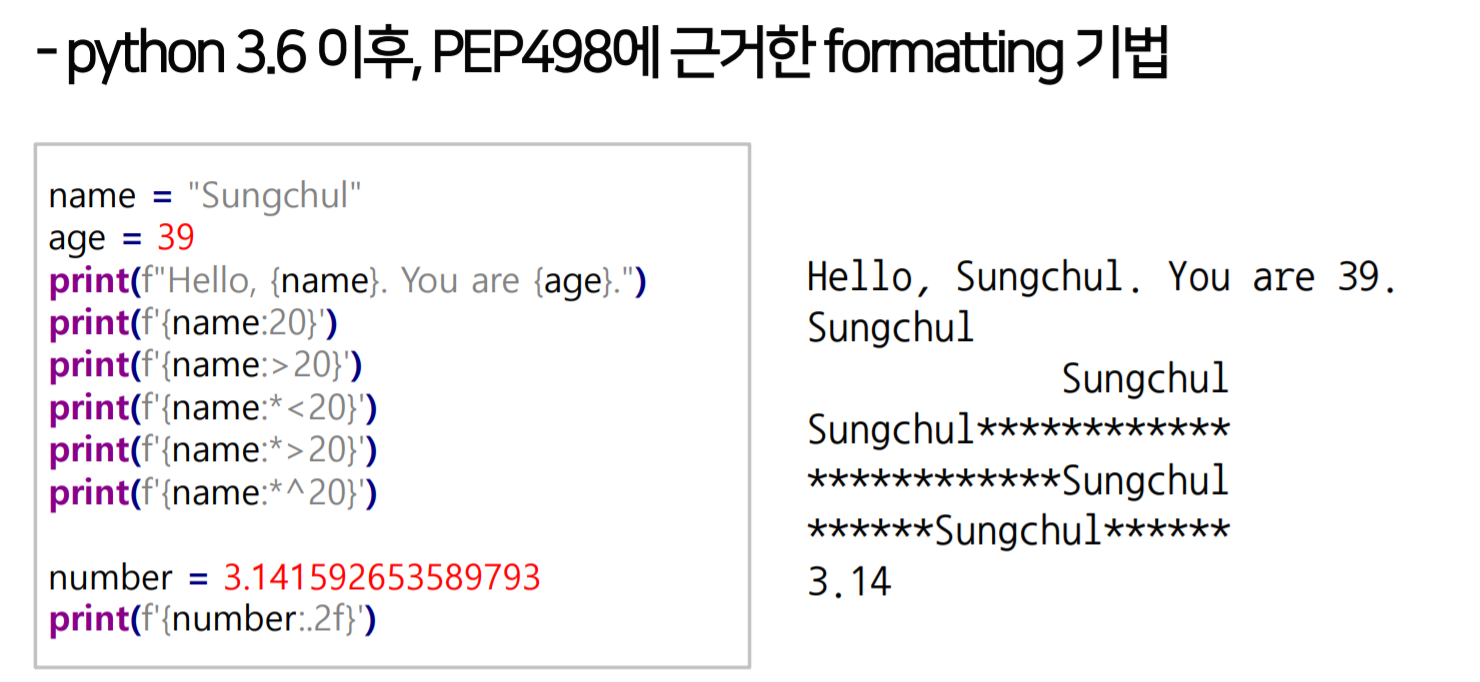 - python 3.6 이후, PEP498에 근거한 formatting 기법
name = "Sungchul"
age = 39
print(f"Hello, {name}. You are {age}.")
print(f'{name:20}')
print(f'{name:>20}')
print(f'{name:*<20}')
print(f'{name:*>20}')
print(f'{name:*^20}')
number = 3.141592653589793
print(f'{number:.2f}')
Hello, Sungchul. You are 39.
Sungchul
Sungchul
Sungchul************
************Sungchul
******Sungchul******
3.14